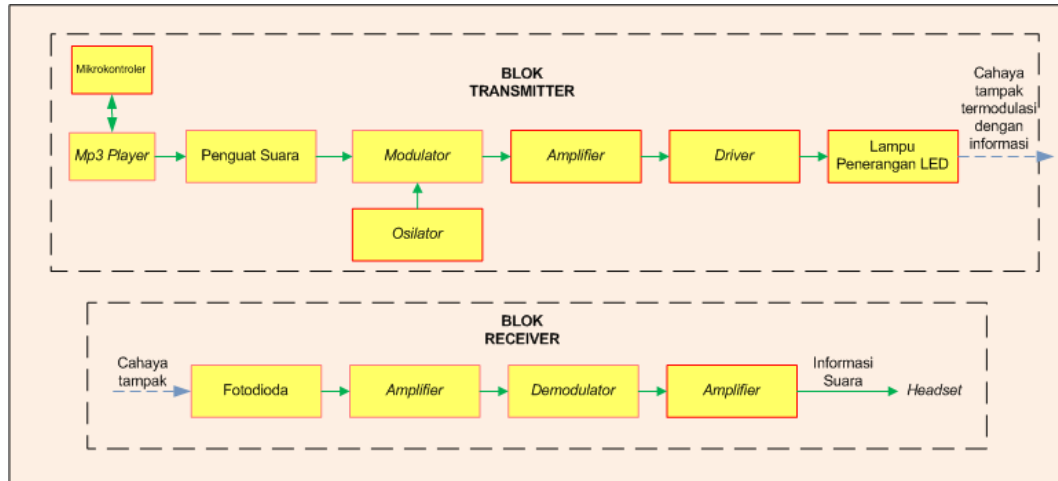 Mikrokontroler
BLOK
TRANSMITTER
Cahaya
tampak
termodulasi
dengan
informasi
Mp3 Player
Penguat Suara
Modulator
Amplifier
Driver
Lampu
Penerangan LED
Osilator
BLOK
RECEIVER
Cahaya
tampak
Fotodioda
Amplifier
Demodulator
Amplifier
Informasi
Suara
Headset